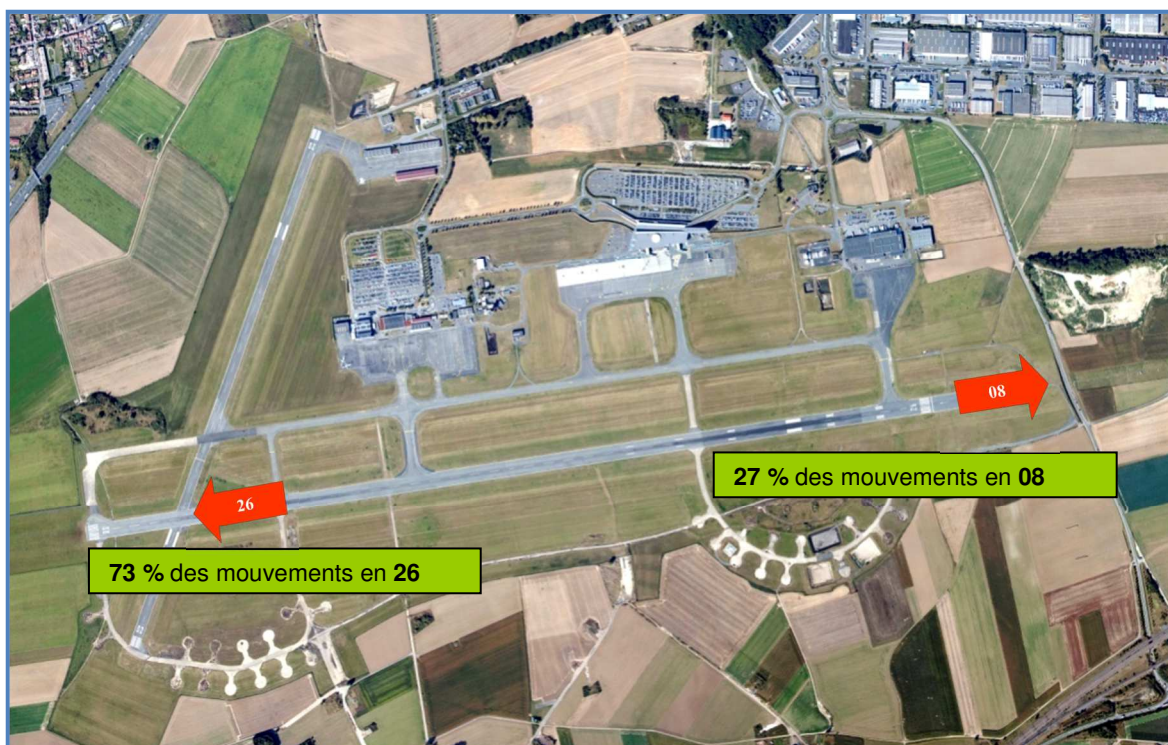 08
27 % des mouvements en 08
26
73 % des mouvements en 26